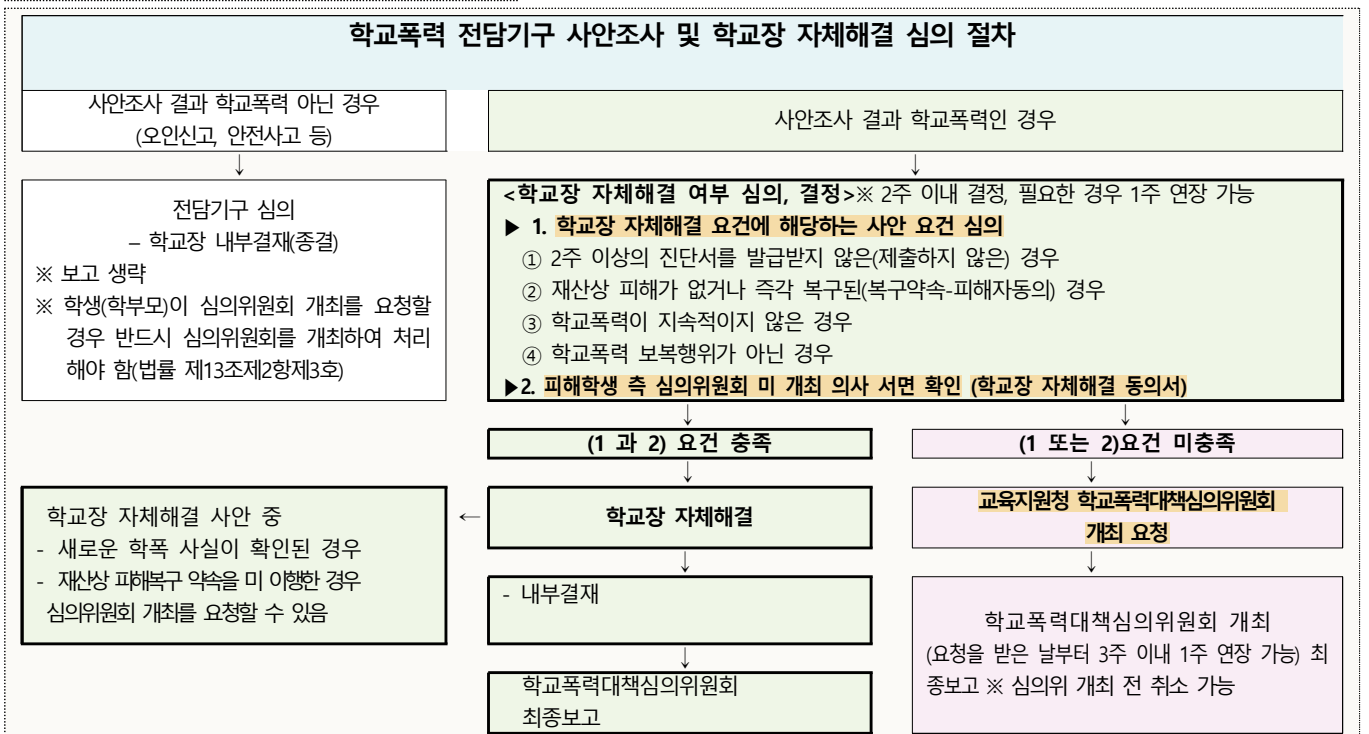 학교폭력 전담기구 사안조사 및 학교장 자체해결 심의 절차
사안조사 결과 학교폭력 아닌 경우
(오인신고, 안전사고 등)
사안조사 결과 학교폭력인 경우
↓
↓
전담기구 심의
– 학교장 내부결재(종결)
※ 보고 생략
※ 학생(학부모)이 심의위원회 개최를 요청할
경우 반드시 심의위원회를 개최하여 처리
해야 함(법률 제13조제2항제3호)
<학교장 자체해결 여부 심의, 결정>※ 2주 이내 결정, 필요한 경우 1주 연장 가능
▶ 1. 학교장 자체해결 요건에 해당하는 사안 요건 심의
① 2주 이상의 진단서를 발급받지 않은(제출하지 않은) 경우
② 재산상 피해가 없거나 즉각 복구된(복구약속-피해자동의) 경우
③ 학교폭력이 지속적이지 않은 경우
④ 학교폭력 보복행위가 아닌 경우
▶2. 피해학생 측 심의위원회 미 개최 의사 서면 확인 (학교장 자체해결 동의서)
↓
↓
(1 과 2) 요건 충족
(1 또는 2)요건 미충족
↓
↓
학교장 자체해결 사안 중
- 새로운 학폭 사실이 확인된 경우
- 재산상 피해복구 약속을 미 이행한 경우
심의위원회 개최를 요청할 수 있음
←
학교장 자체해결
교육지원청 학교폭력대책심의위원회
개최 요청
↓
↓
- 내부결재
↓
학교폭력대책심의위원회
최종보고
학교폭력대책심의위원회 개최
(요청을 받은 날부터 3주 이내 1주 연장 가능) 최
종보고 ※ 심의위 개최 전 취소 가능